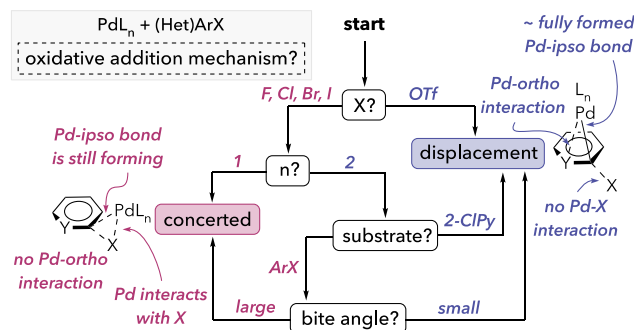 PdLn + (Het)ArX
oxidative addition mechanism?
start
~ fully formed
Pd-ipso bond
F, Cl, Br, I
X?
OTf
Pd-ortho
interaction
Ln
Pd
Y
X
displacement
no Pd-X
interaction
Pd-ipso bond
is still forming
1
n?
2
Y
PdLn
X
concerted
substrate?
2-ClPy
no Pd-ortho
interaction
ArX
Pd interacts
with X
large
bite angle?
small